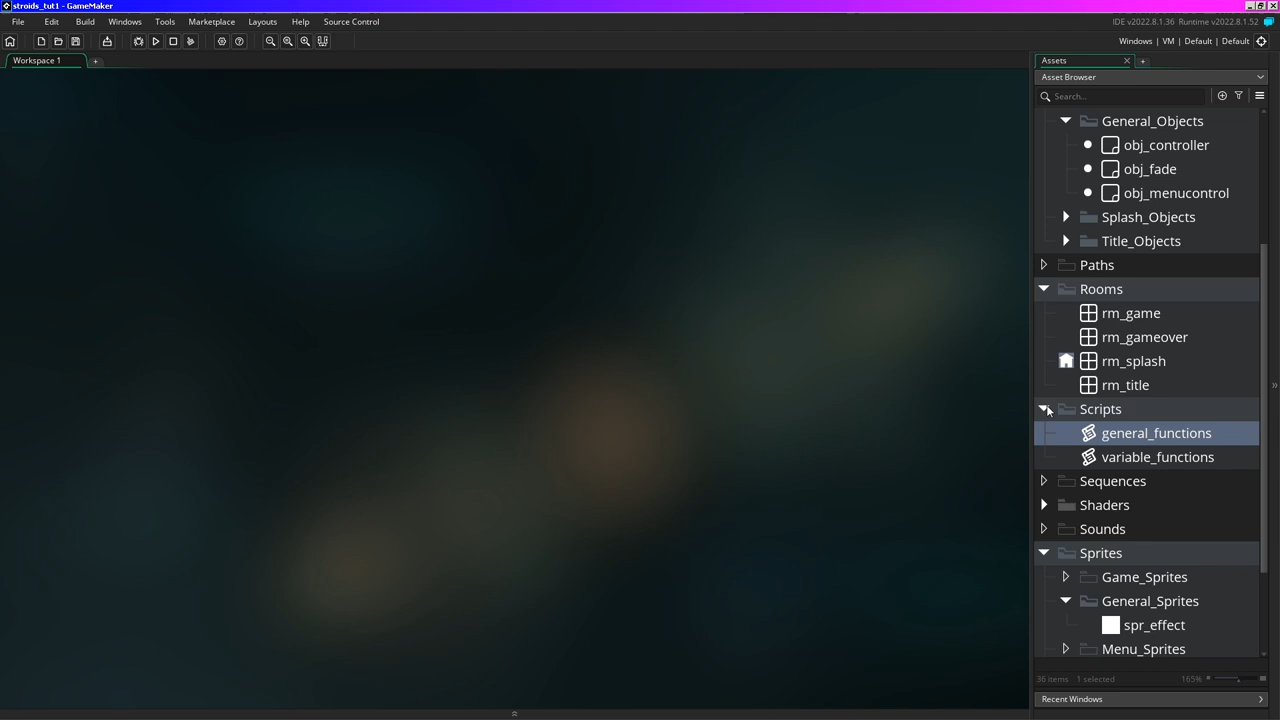 stroids_tut1 - GameMaker
File Edit Build Windows Tools Marketplace Layouts Help Source Control
IDE v2022.8.1.36 Runtime v2022.8.1.52
Windows | VM | Default | Default
Workspace 1
Assets
Asset Browser
Search...
General_Objects
obj_controller
obj_fade
obj_menucontrol
Splash_Objects
Title_Objects
Paths
Rooms
rm_game
rm_gameover
rm_splash
rm_title
Scripts
general_functions
variable_functions
Sequences
Shaders
Sounds
Sprites
Game_Sprites
General_Sprites
spr_effect
Menu_Sprites
36 items 1 selected 165%
Recent Windows